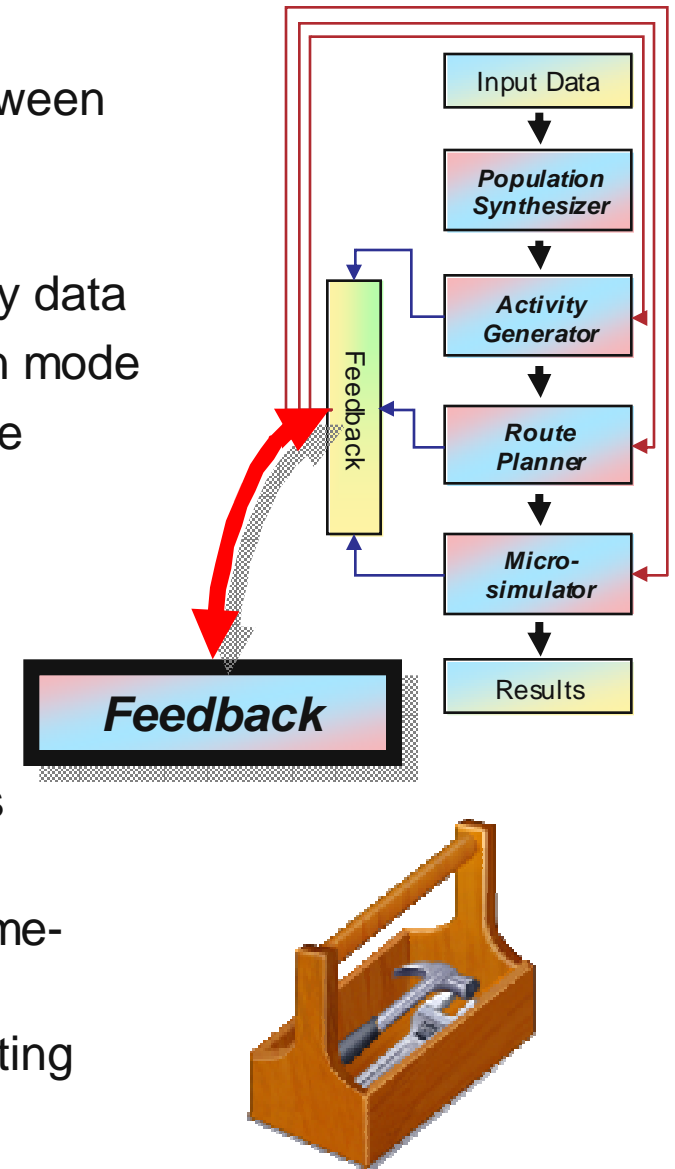 ween
y data
n mode
e
s
me-
ting
Input Data
Population
Synthesizer
Activity
Generator
Route
Planner
Micro-
simulator
Results
Feedback
Feedback